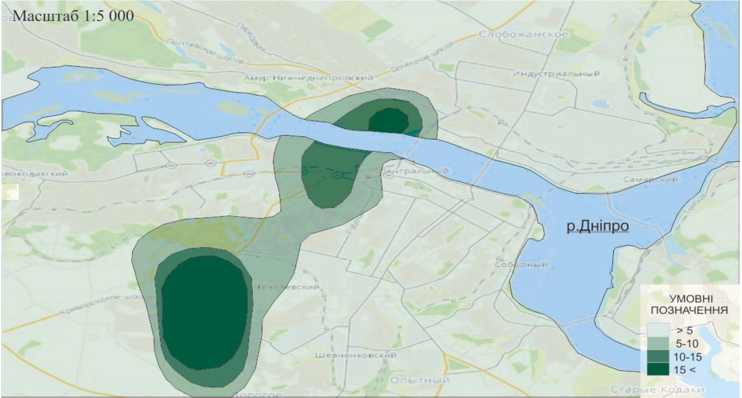 Масштаб 1:5 000
Слобожанское
Амур-Нижнеднепровский
Индустриальный
Центральный
Самарский
р.Дніпро
Соборный
Чечелевский
Шевченковский
Опытный
Старые Кодаки
УМОВНІ
ПОЗНАЧЕННЯ
> 5
5-10
10-15
15 <